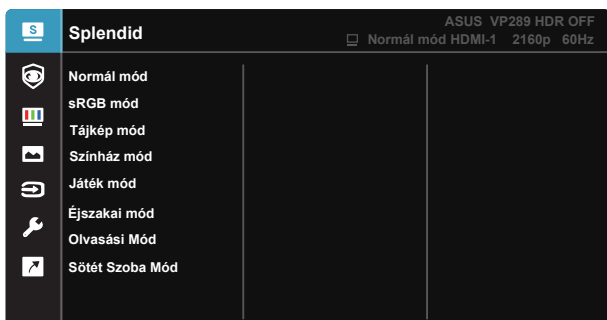 S
Splendid
ASUS VP289 HDR OFF
Normál mód HDMI-1 2160p 60Hz
Normál mód
sRGB mód
Tájkép mód
Színház mód
Játék mód
Éjszakai mód
Olvasási Mód
Sötét Szoba Mód